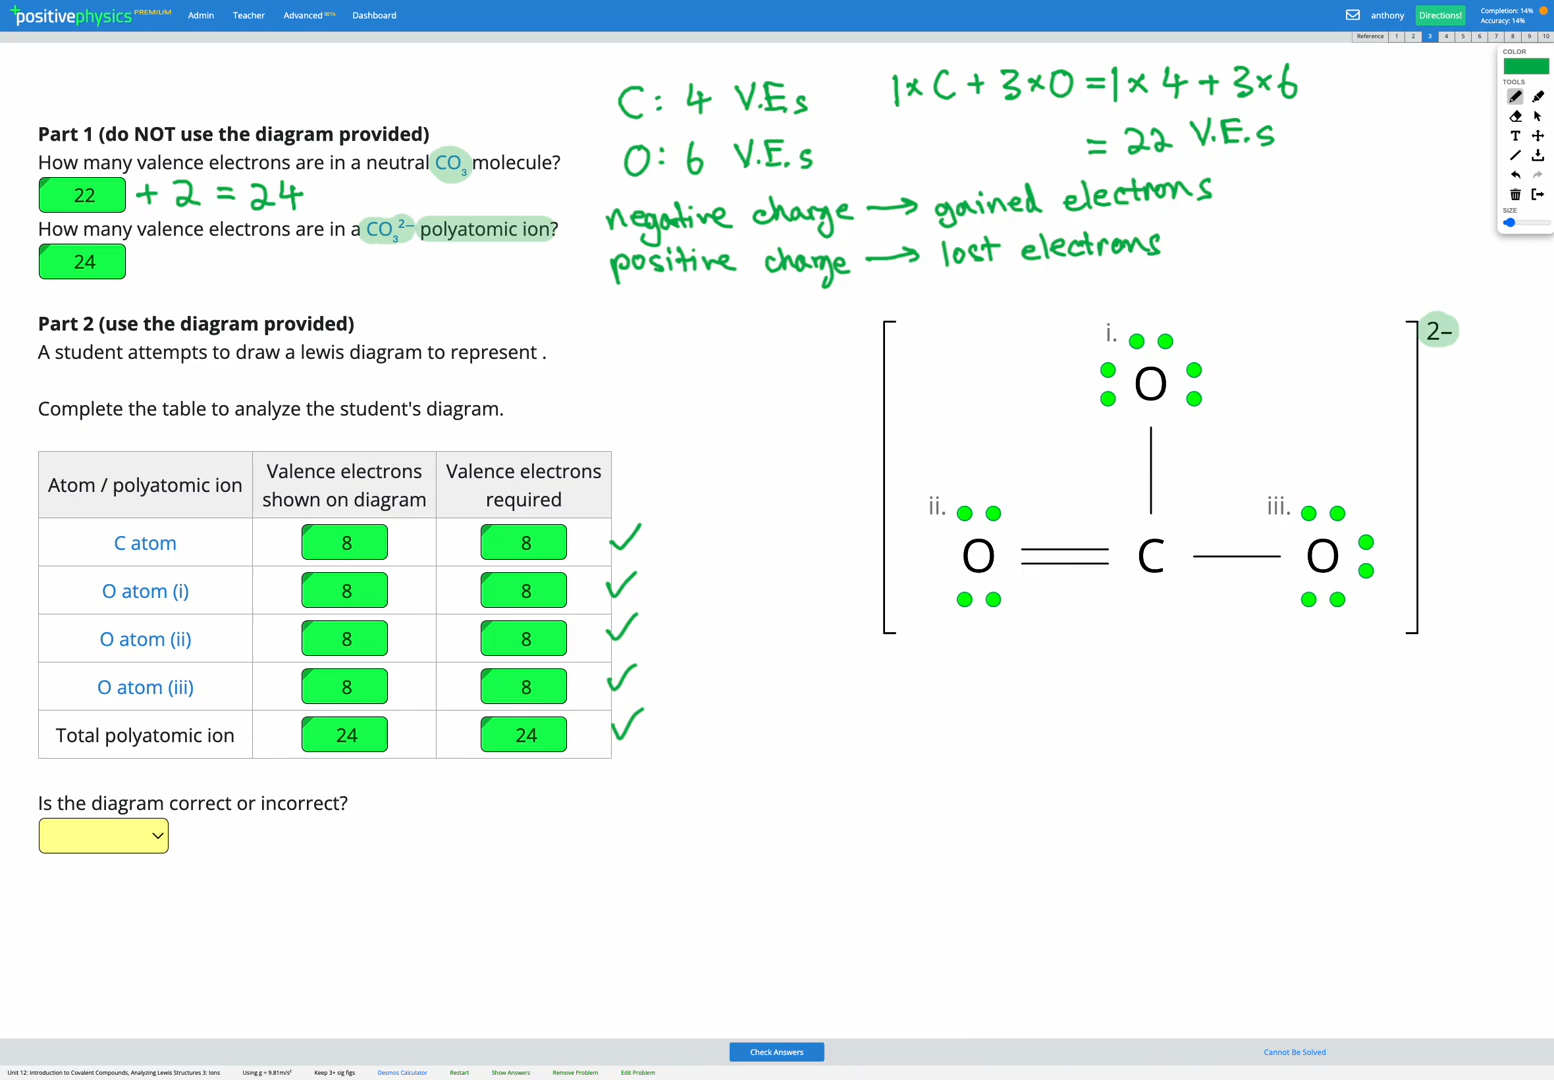 +positivephysics PREMIUM Admin Teacher Advanced BETA Dashboard anthony Directions! Completion: 14%
Accuracy: 14%
Reference 1 2 3 4 5 6 7 8 9 10
COLOR
TOOLS
T
SIZE
C: 4 V.E.s 1 x C + 3 x O = 1 x 4 + 3 x 6
O: 6 V.E.s = 22 V.E.s
negative charge → gained electrons
positive charge → lost electrons
Part 1 (do NOT use the diagram provided)
How many valence electrons are in a neutral CO₃ molecule?
22 + 2 = 24
How many valence electrons are in a CO₃²⁻ polyatomic ion?
24
Part 2 (use the diagram provided)
A student attempts to draw a lewis diagram to represent .
Complete the table to analyze the student's diagram.
Atom / polyatomic ion Valence electrons shown on diagram Valence electrons required
C atom 8 8 ✓
O atom (i) 8 8 ✓
O atom (ii) 8 8 ✓
O atom (iii) 8 8 ✓
Total polyatomic ion 24 24 ✓
Is the diagram correct or incorrect?
i. 2–
O
ii. iii.
O C O
Check Answers Cannot Be Solved
Unit 12: Introduction to Covalent Compounds, Analyzing Lewis Structures 3: Ions Using g = 9.81m/s² Keep 3+ sig figs Desmos Calculator Restart Show Answers Remove Problem Edit Problem